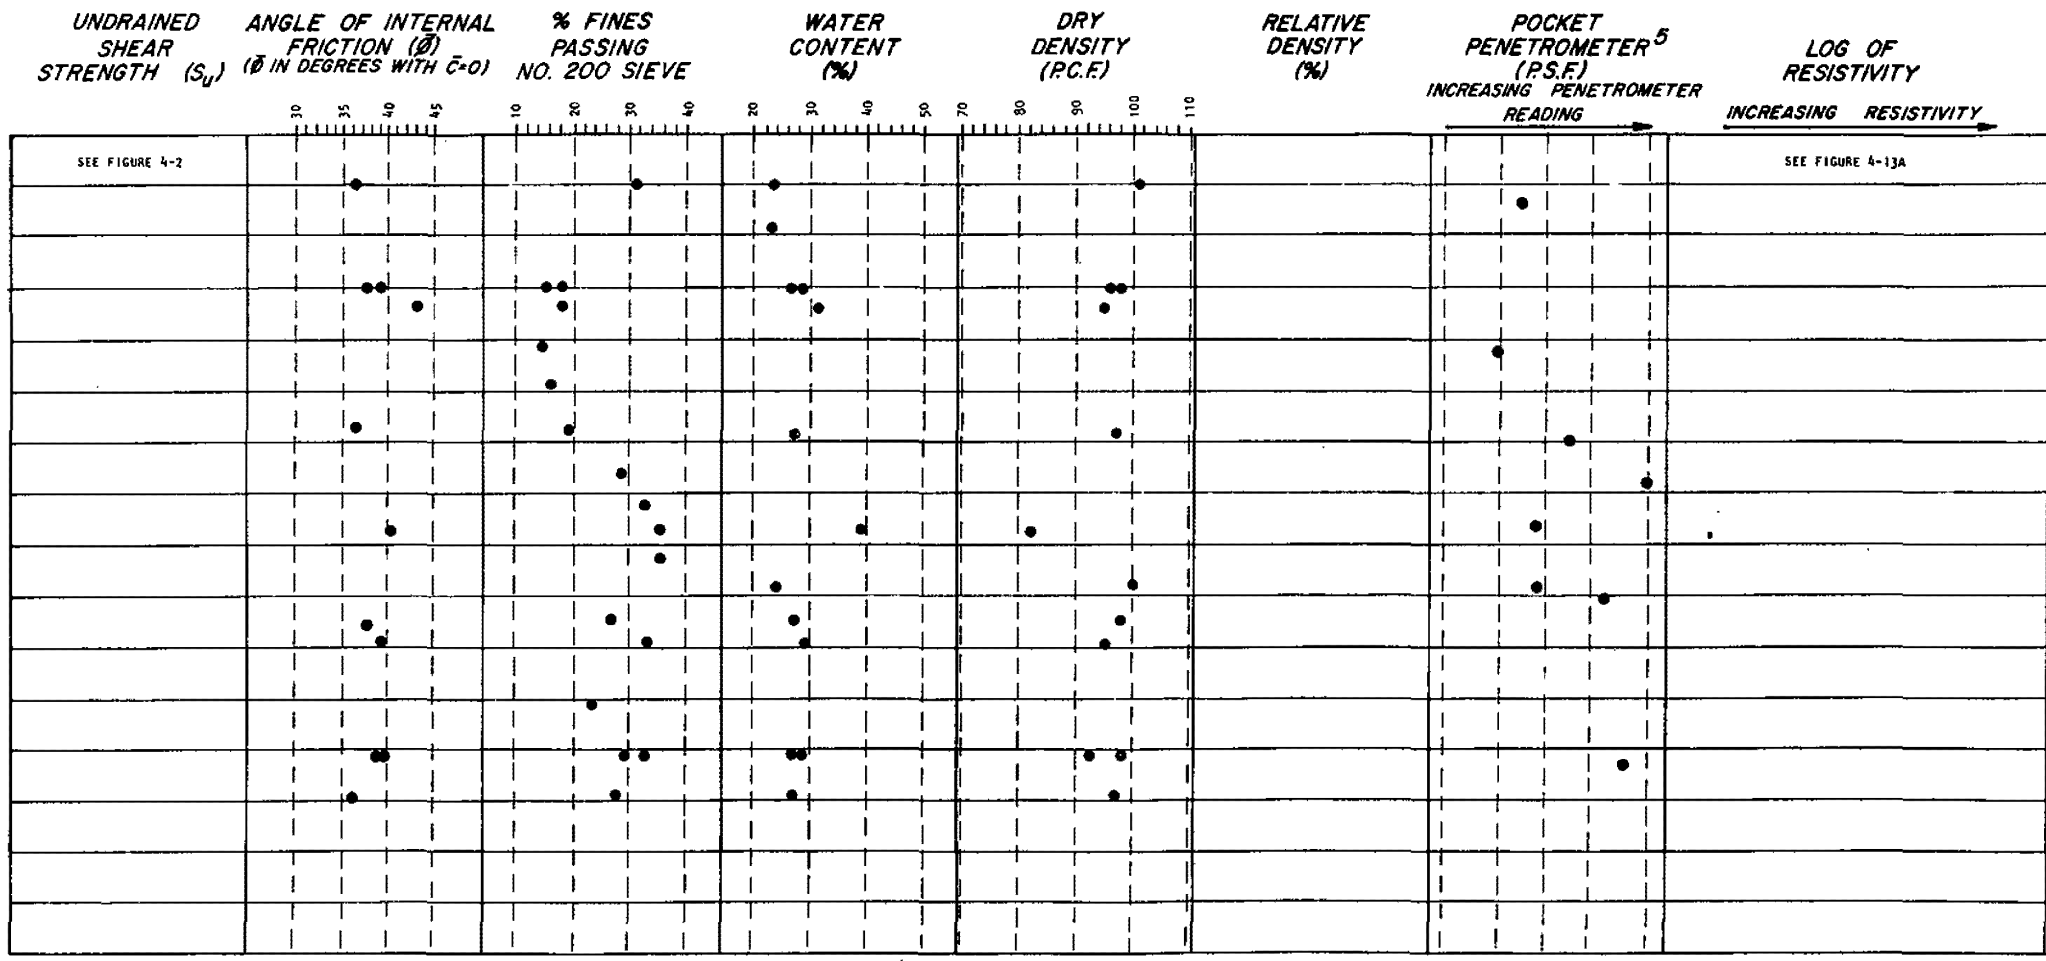 UNDRAINED
SHEAR
STRENGTH (Su)
ANGLE OF INTERNAL
FRICTION (ϕ̄)
(ϕ̄ IN DEGREES WITH c̄=0)
% FINES
PASSING
NO. 200 SIEVE
WATER
CONTENT
(%)
DRY
DENSITY
(P.C.F.)
RELATIVE
DENSITY
(%)
POCKET
PENETROMETER⁵
(P.S.F.)
INCREASING PENETROMETER
READING
LOG OF
RESISTIVITY
INCREASING RESISTIVITY
30 35 40 45
10 20 30 40
20 30 40 50
70 80 90 100 110
SEE FIGURE 4-2
SEE FIGURE 4-13A